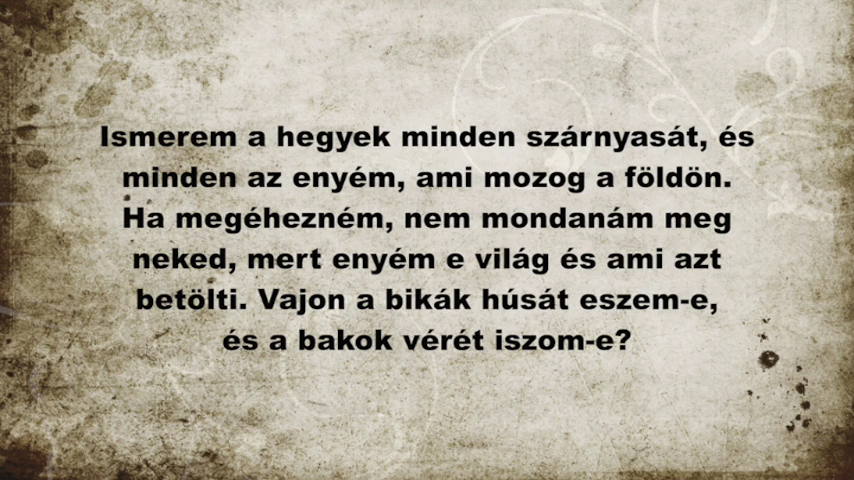 Ismerem a hegyek minden szárnyasát, és
minden az enyém, ami mozog a földön.
Ha megéhezném, nem mondanám meg
neked, mert enyém e világ és ami azt
betölti. Vajon a bikák húsát eszem-e,
és a bakok vérét iszom-e?